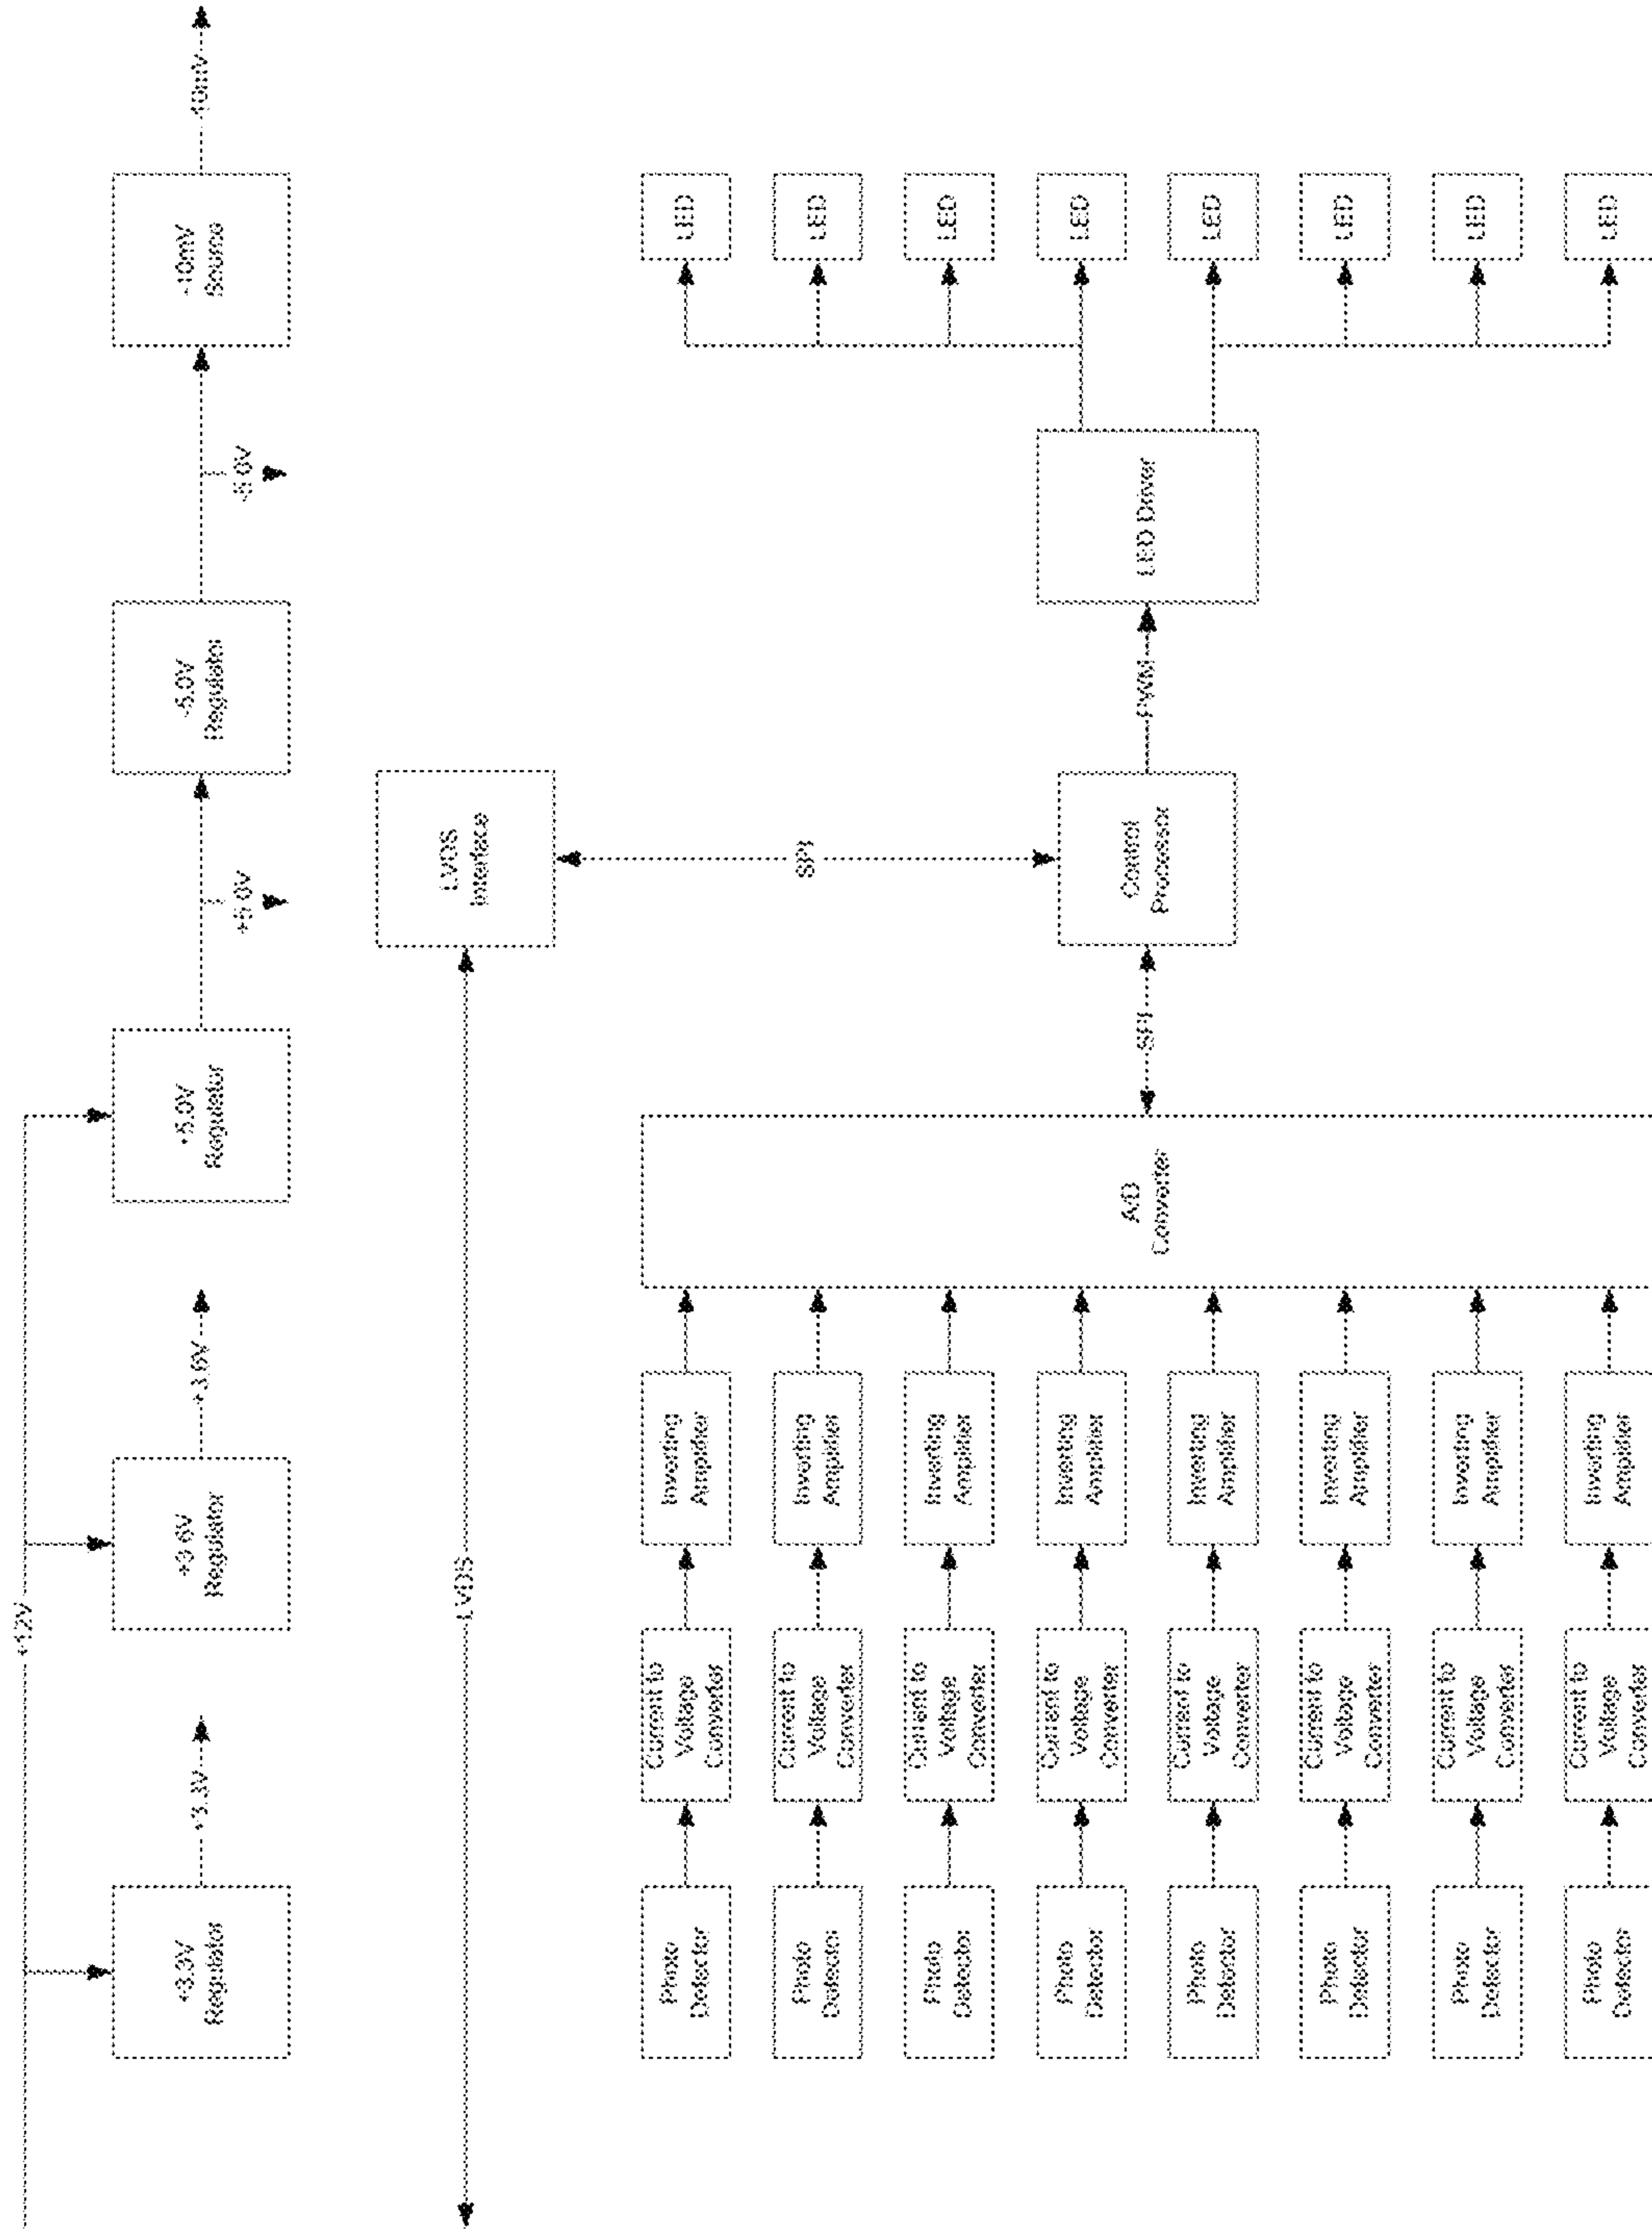 +12V
+3.3V
Regulator
+3.3V
+3.6V
Regulator
+3.6V
+5.0V
Regulator
+5.0V
-5.0V
Regulator
-5.0V
-10mV
Source
-10mV
LVDS
LVDS
Interface
SPI
Photo
Detector
Current to
Voltage
Converter
Inverting
Amplifier
LED
Photo
Detector
Current to
Voltage
Converter
Inverting
Amplifier
LED
Photo
Detector
Current to
Voltage
Converter
Inverting
Amplifier
LED
Photo
Detector
Current to
Voltage
Converter
Inverting
Amplifier
LED
A/D
Converter
SPI
Control
Processor
PWM
LED Driver
Photo
Detector
Current to
Voltage
Converter
Inverting
Amplifier
LED
Photo
Detector
Current to
Voltage
Converter
Inverting
Amplifier
LED
Photo
Detector
Current to
Voltage
Converter
Inverting
Amplifier
LED
Photo
Detector
Current to
Voltage
Converter
Inverting
Amplifier
LED